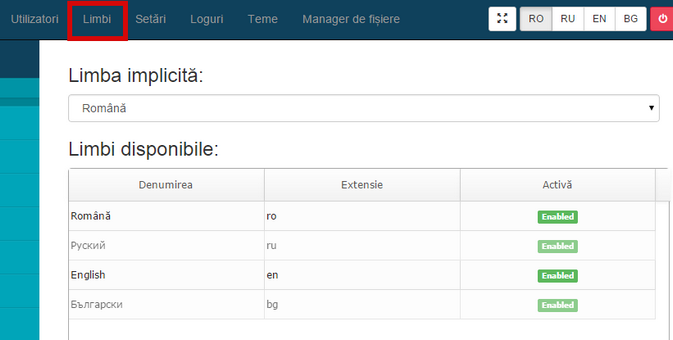 Utilizatori Limbi Setări Loguri Teme Manager de fișiere RO RU EN BG
Limba implicită:
Română
Limbi disponibile:
Denumirea Extensie Activă
Română ro Enabled
Руский ru Enabled
English en Enabled
Български bg Enabled